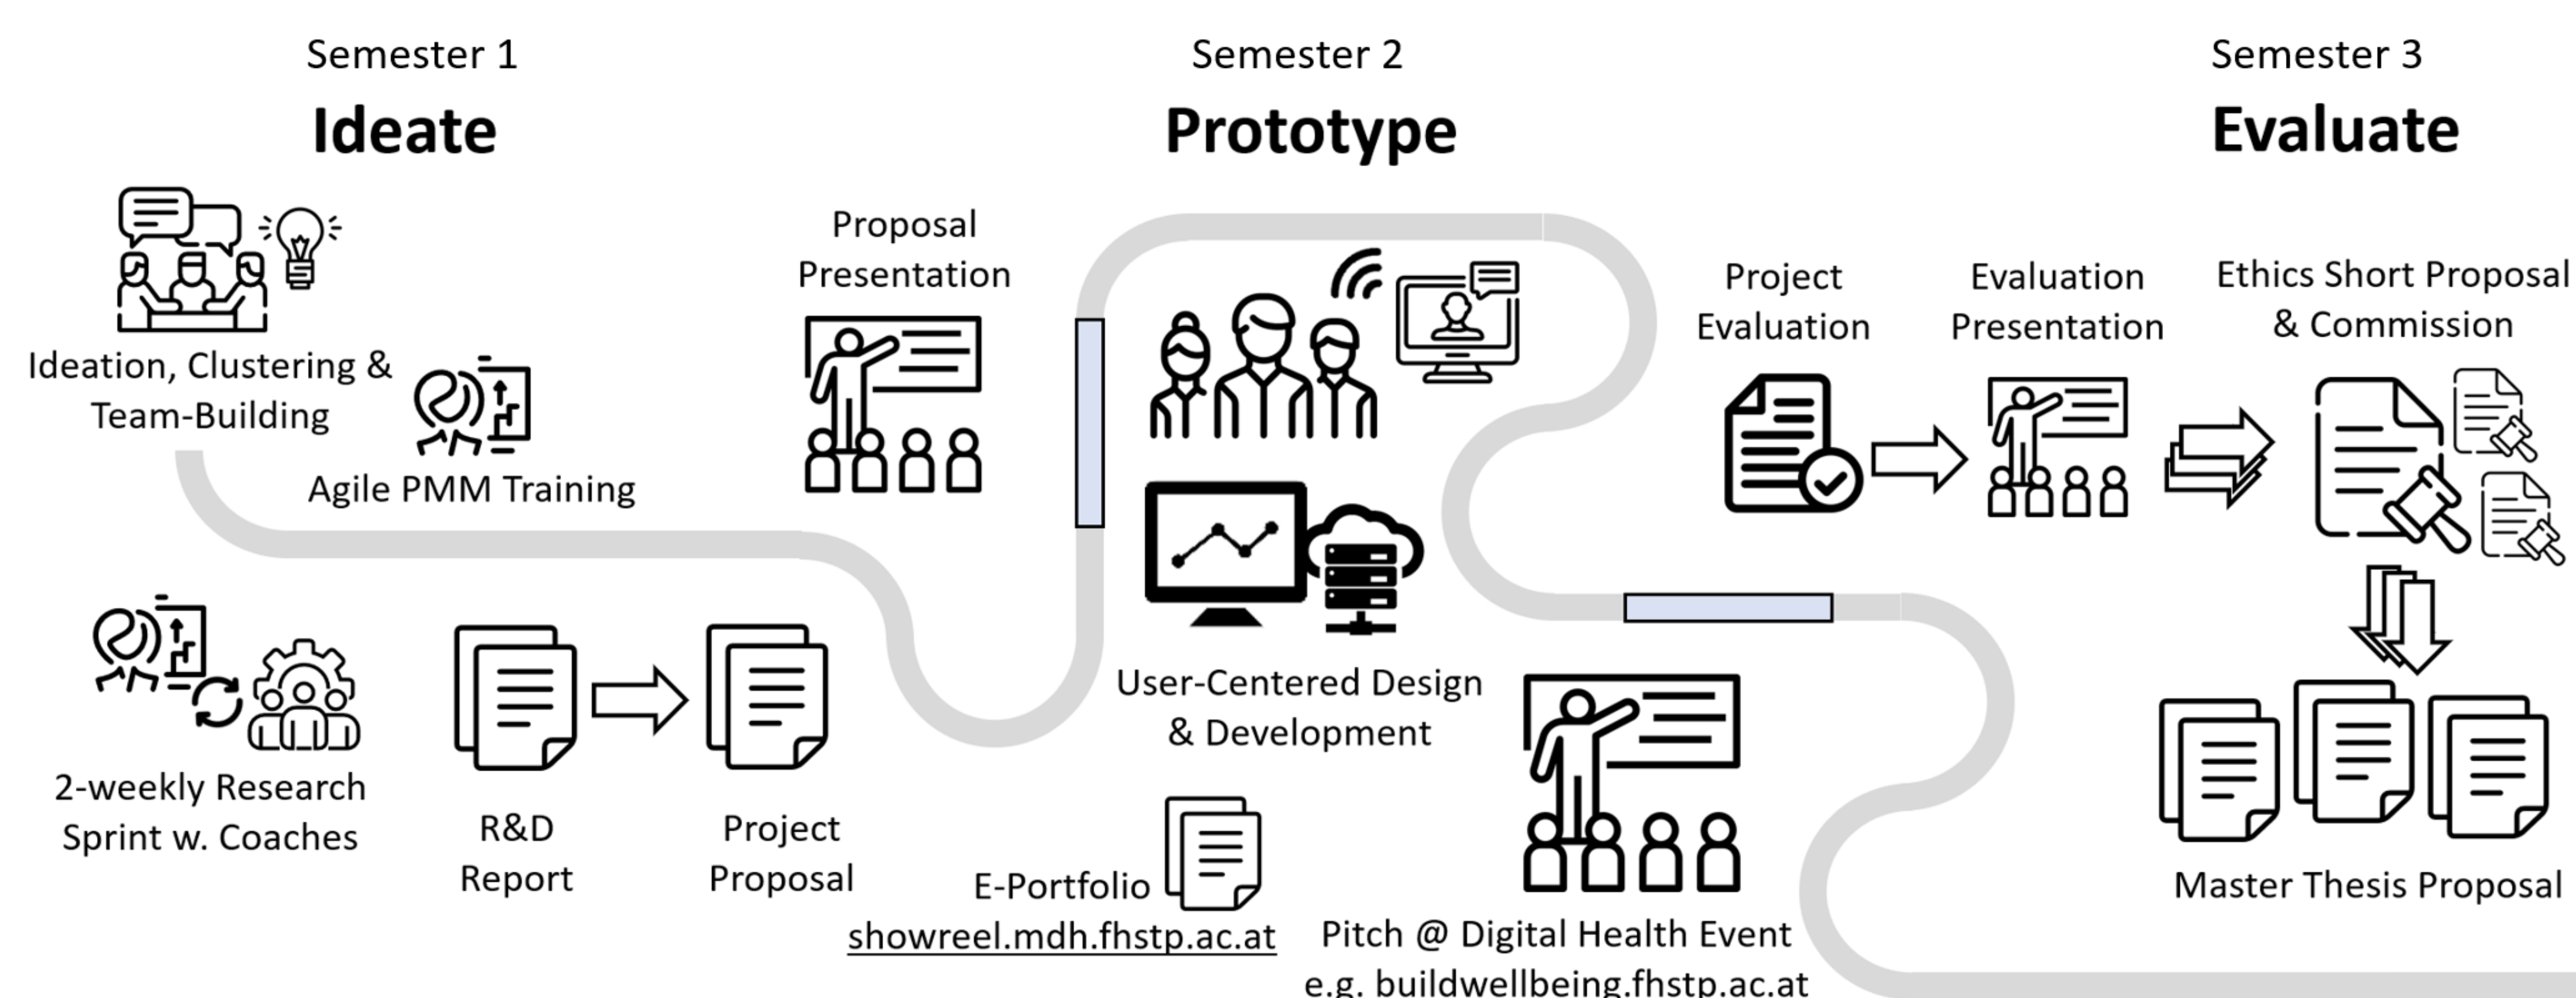 Semester 1
Ideate
Ideation, Clustering &
Team-Building
Agile PMM Training
2-weekly Research
Sprint w. Coaches
R&D
Report
Project
Proposal
Proposal
Presentation
Semester 2
Prototype
User-Centered Design
& Development
E-Portfolio
showreel.mdh.fhstp.ac.at
Pitch @ Digital Health Event
e.g. buildwellbeing.fhstp.ac.at
Semester 3
Evaluate
Project
Evaluation
Evaluation
Presentation
Ethics Short Proposal
& Commission
Master Thesis Proposal